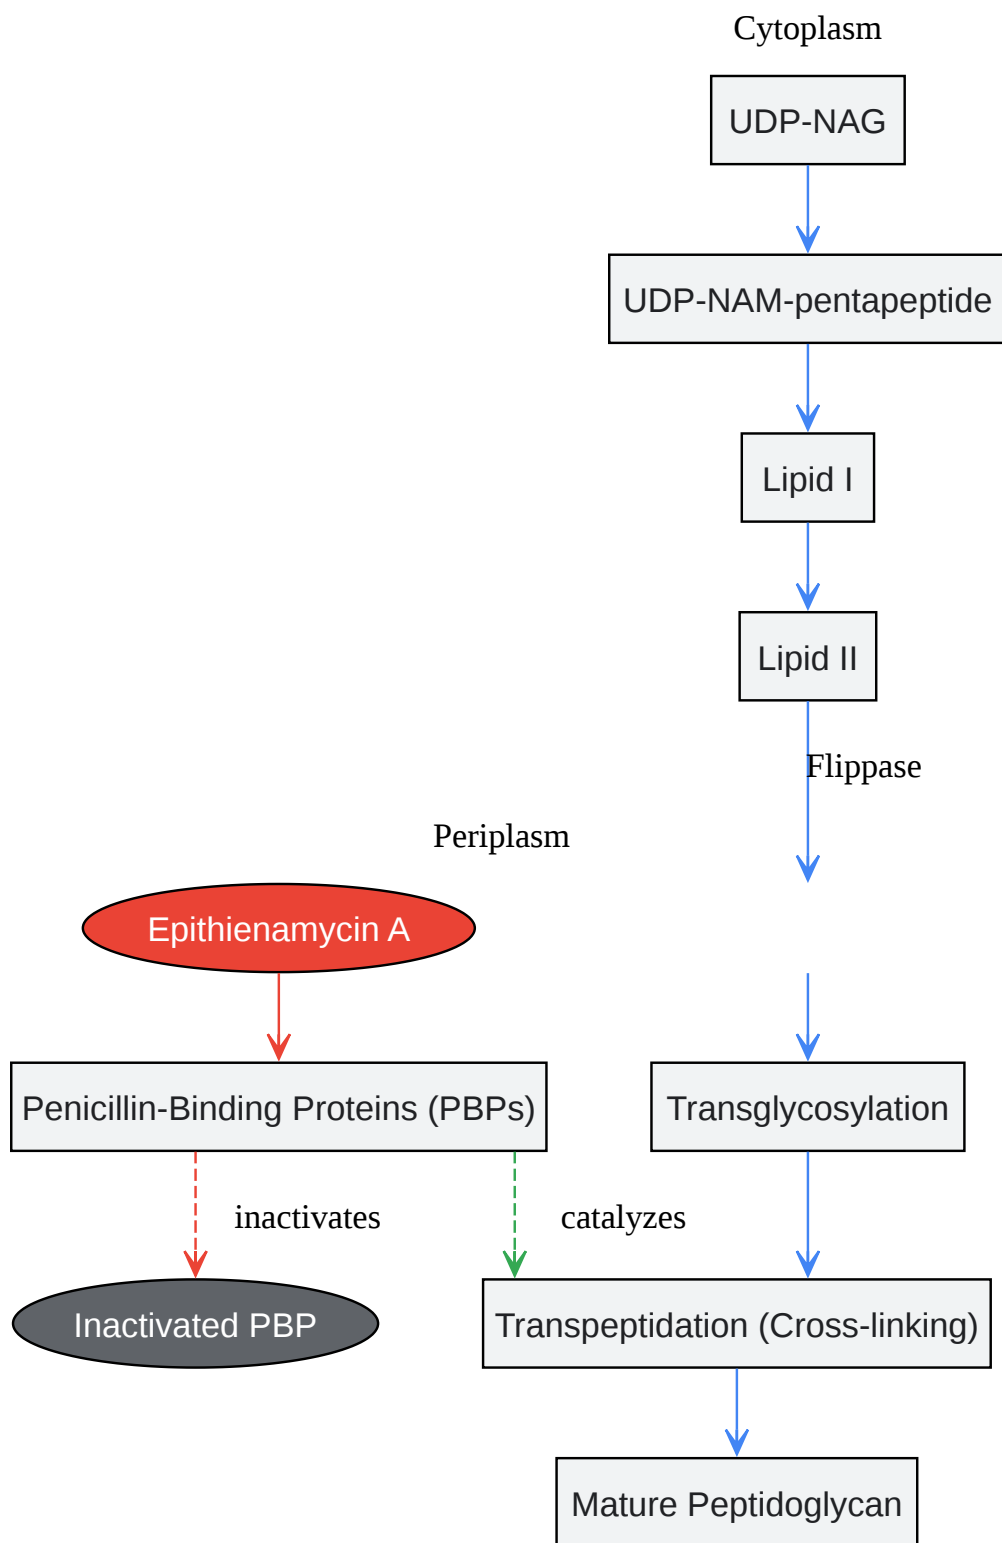 Cytoplasm
UDP-NAG
UDP-NAM-pentapeptide
Lipid I
Lipid II
Flippase
Periplasm
Epithienamycin A
Penicillin-Binding Proteins (PBPs)
Transglycosylation
inactivates
catalyzes
Inactivated PBP
Transpeptidation (Cross-linking)
Mature Peptidoglycan